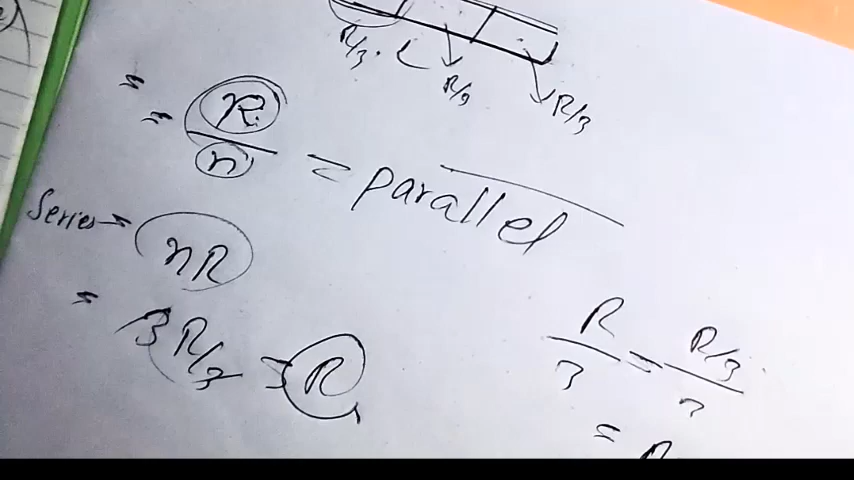 R/3. R/3 R/3
=
= R/n = parallel
Series → nR
= 3R/3 = R
R/3 = R/3/3
=